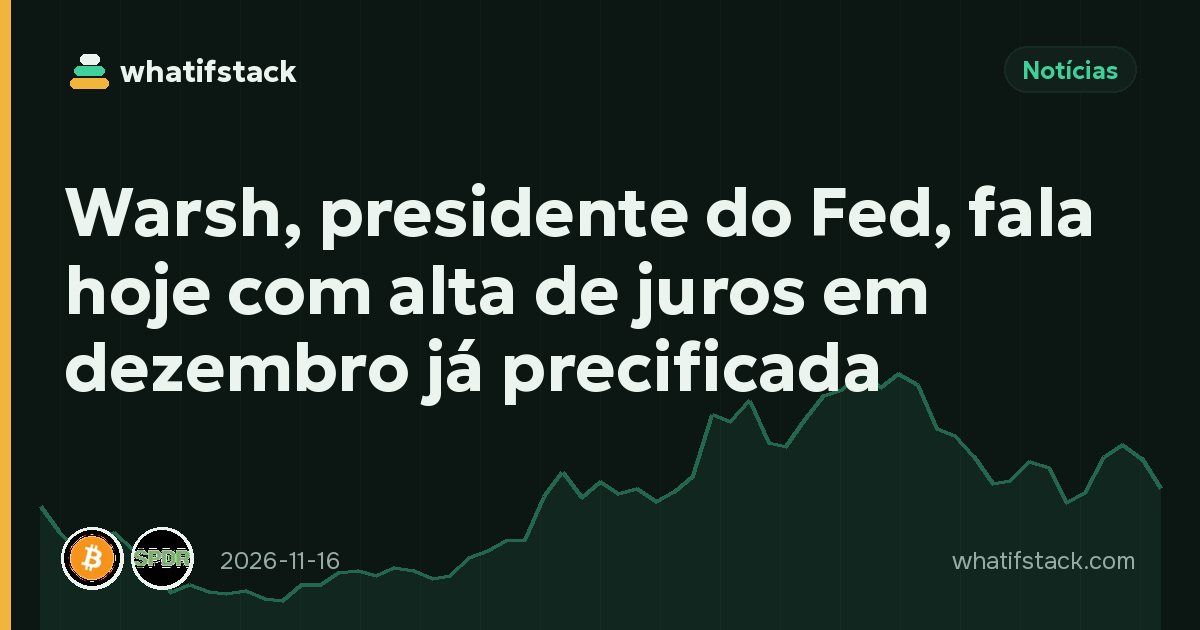 whatifstack
Notícias
Warsh, presidente do Fed, fala
hoje com alta de juros em
dezembro já precificada
SPDR
2026-11-16
whatifstack.com